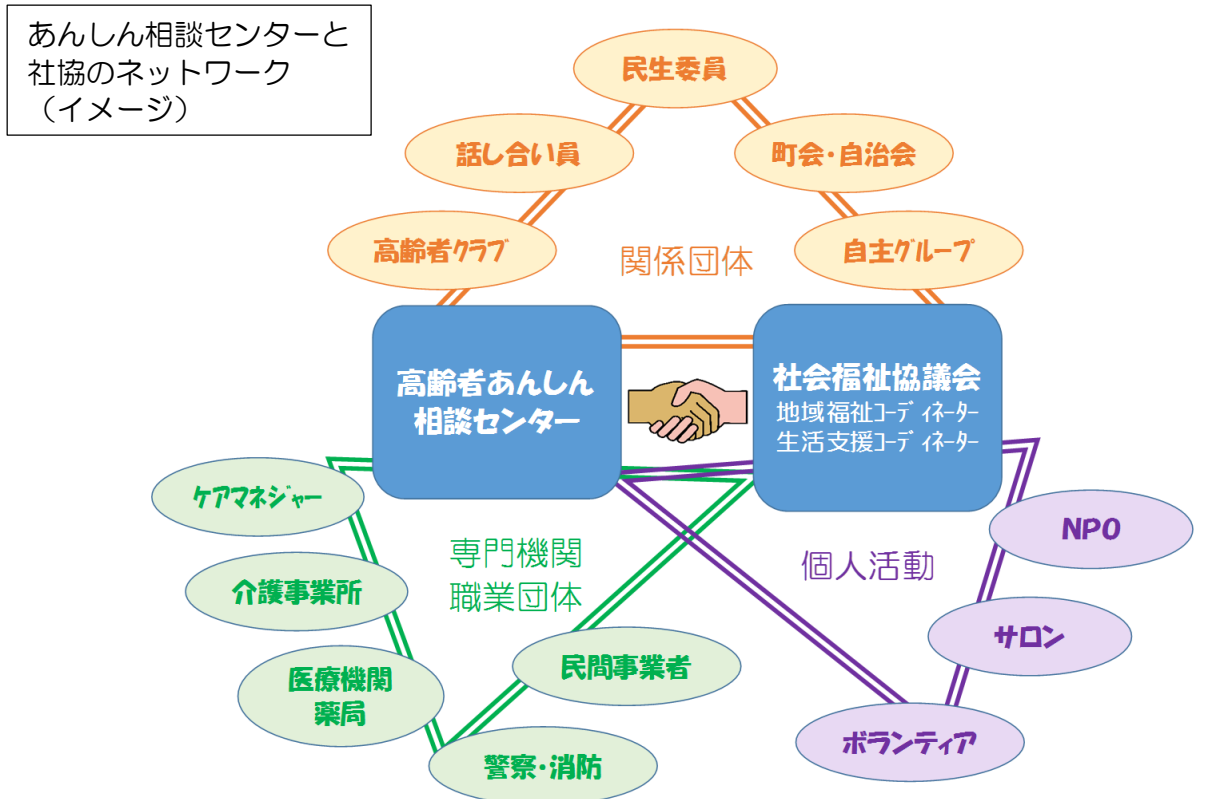 あんしん相談センターと
社協のネットワーク
（イメージ）
民生委員
話し合い員
町会・自治会
高齢者クラブ
関係団体
自主グループ
高齢者あんしん
相談センター
社会福祉協議会
地域福祉コーディネーター
生活支援コーディネーター
ケアマネジャー
専門機関
職業団体
個人活動
NPO
介護事業所
サロン
医療機関
薬局
民間事業者
ボランティア
警察・消防